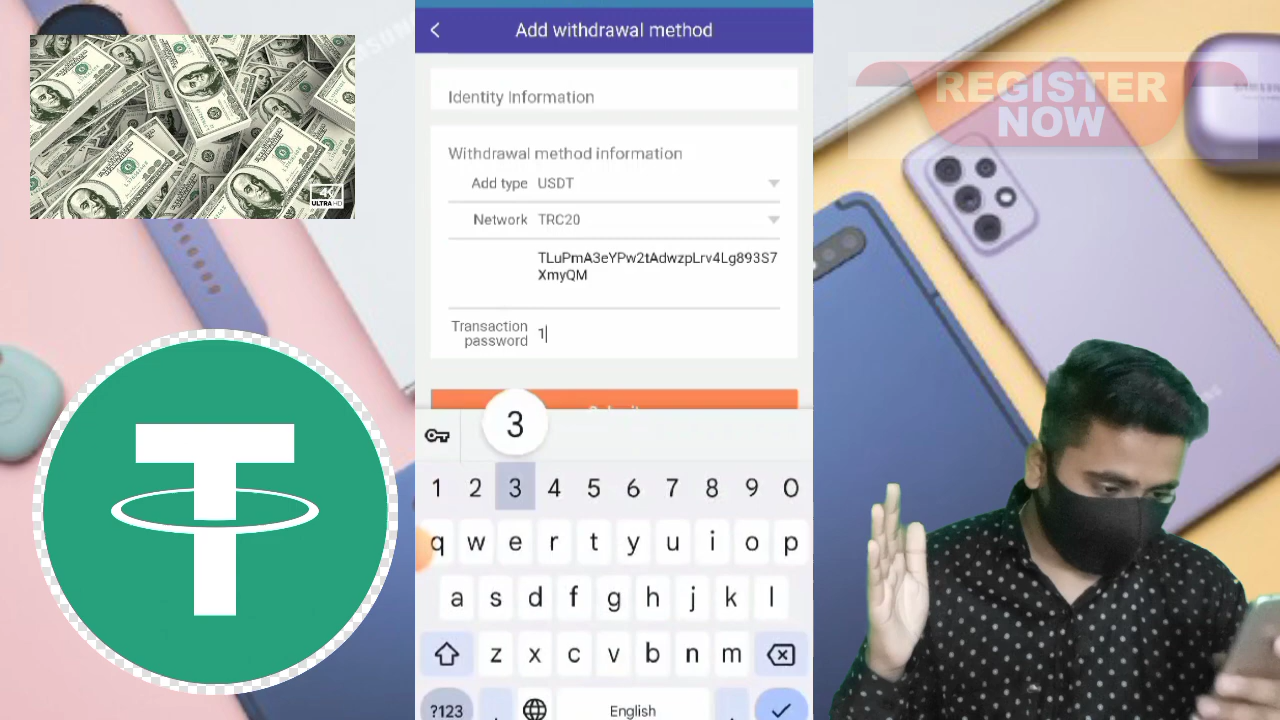 Add withdrawal method
Identity Information
Withdrawal method information
Add type USDT
Network TRC20
TLuPmA3eYPw2tAdwzpLrv4Lg893S7
XmyQM
Transaction
password 1
3
1 2 3 4 5 6 7 8 9 0
q w e r t y u i o p
a s d f g h j k l
z x c v b n m
?123 , English .
REGISTER
NOW
4K
ULTRA HD